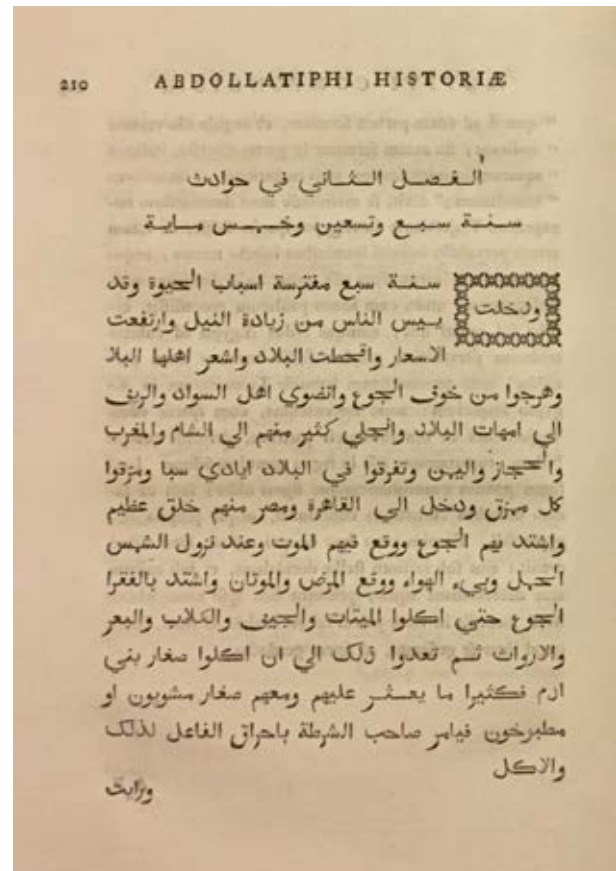 210 ABDOLLATIPHI HISTORIÆ
الفصل الثاني في حوادث
سنة سبع وتسعين وخمس ماية
ودخلت سنة سبع مفترسة اسباب الحيوة وقد
ييس الناس من زيادة النيل وارتفعت
الاسعار واقحطت البلاد واشعر اهلها البلا
وهرجوا من خوف الجوع وانضوي اهل السواد والريف
الي امهات البلاد وانجلي كثير منهم الي الشام والمغرب
والحجاز واليمن وتفرقوا في البلاد ايادي سبا ومزقوا
كل ممزق ودخل الي القاهرة ومصر منهم خلق عظيم
واشتد بهم الجوع ووقع فيهم الموت وعند نزول الشمس
الحمل وبيء الهواء ووقع المرض والموتان واشتد بالفقرا
الجوع حتي اكلوا الميتات والجيف والكلاب والبعر
والارواث ثم تعدوا ذلك الي ان اكلوا صغار بني
ادم فكثيرا ما يعثر عليهم ومعهم صغار مشويون او
مطبوخون فيامر صاحب الشرطة باحراق الفاعل لذلك
والاكل
ورايت